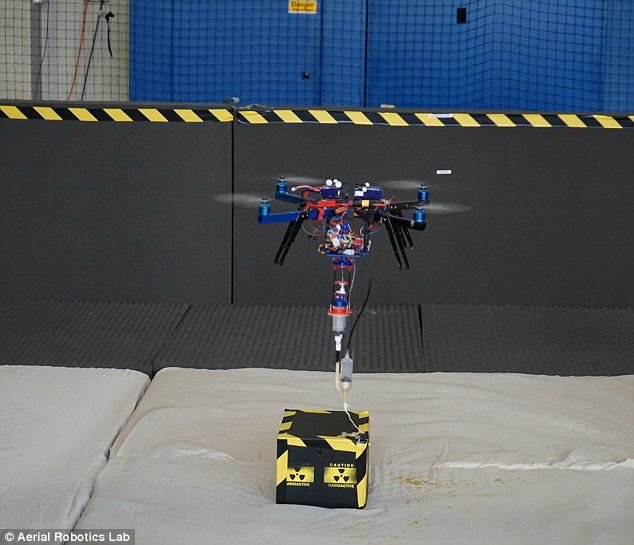 Danger
CAUTION
RADIOACTIVE
RADIOACTIVE
© Aerial Robotics Lab